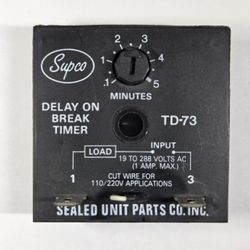 Supco
2 3 4
1 5
.1
MINUTES
DELAY ON
BREAK
TIMER
TD-73
LOAD INPUT
19 TO 288 VOLTS AC
(1 AMP. MAX.)
1 3
CUT WIRE FOR
110/220V APPLICATIONS
SEALED UNIT PARTS CO. INC.